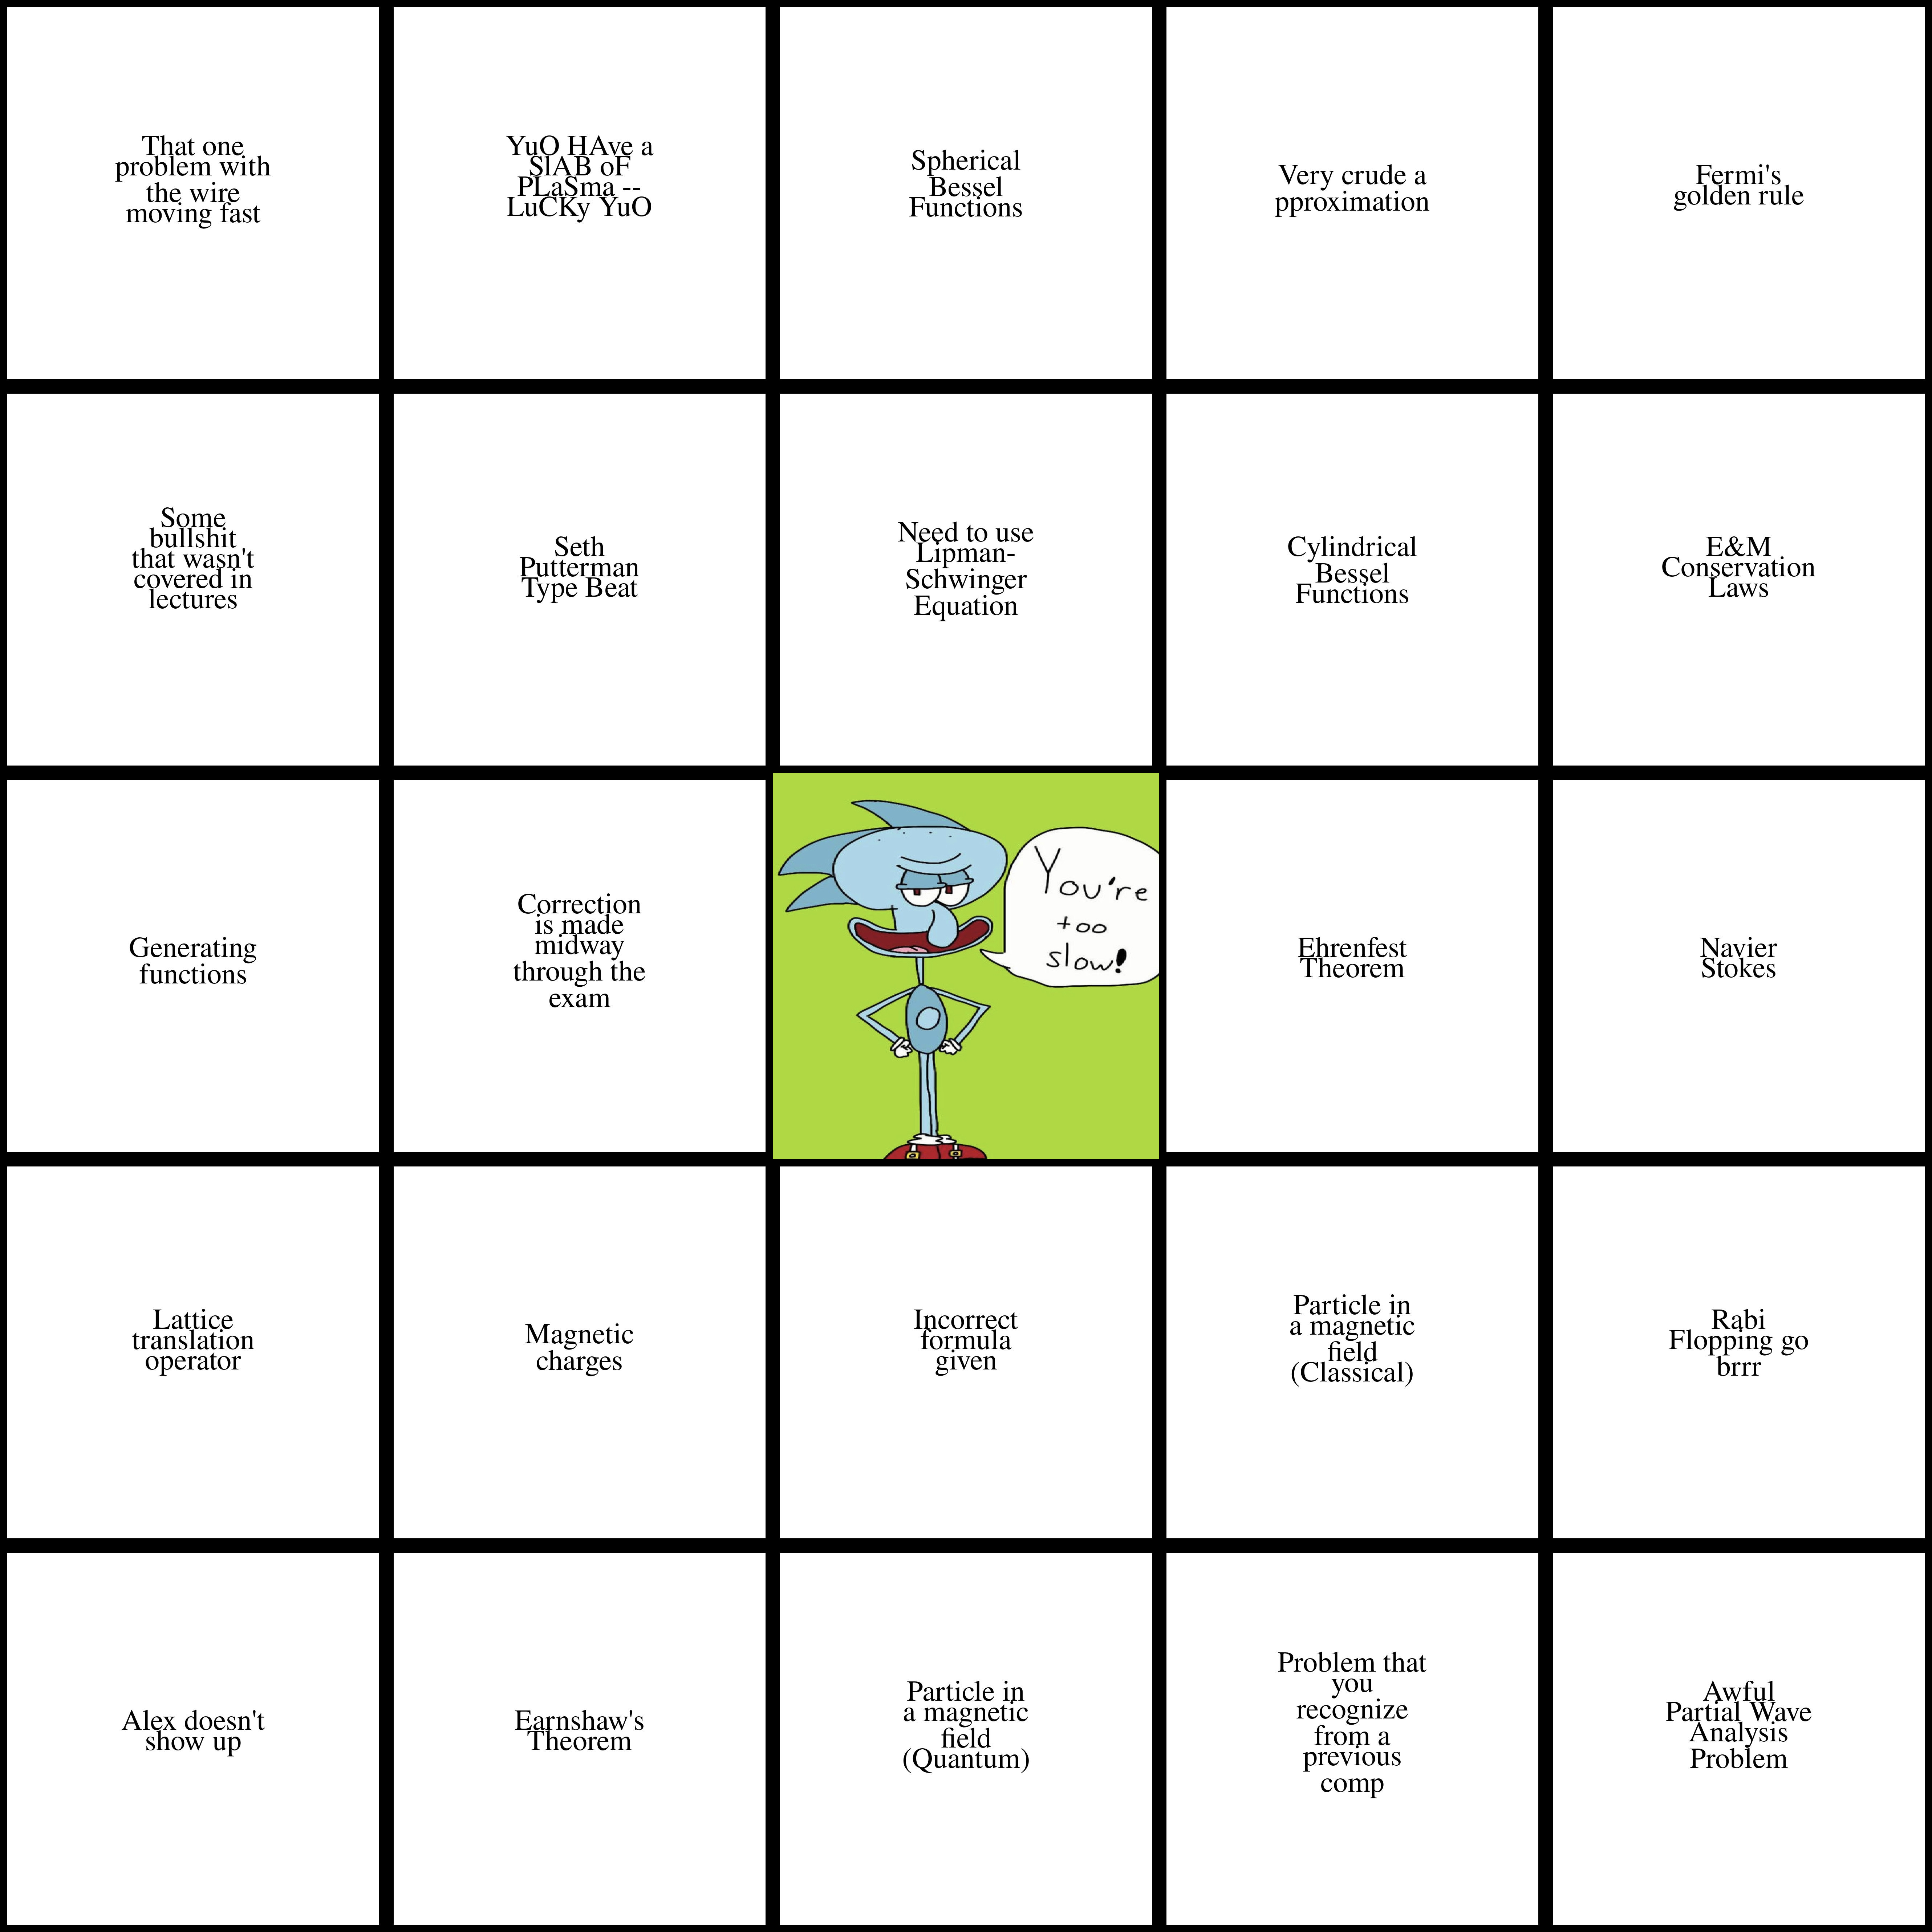 That one
problem with
the wire
moving fast
YuO HAve a
SlAB oF
PLaSma --
LuCKy YuO
Spherical
Bessel
Functions
Very crude a
pproximation
Fermi's
golden rule
Some
bullshit
that wasn't
covered in
lectures
Seth
Putterman
Type Beat
Need to use
Lipman-
Schwinger
Equation
Cylindrical
Bessel
Functions
E&M
Conservation
Laws
Generating
functions
Correction
is made
midway
through the
exam
You're
too
slow!
Ehrenfest
Theorem
Navier
Stokes
Lattice
translation
operator
Magnetic
charges
Incorrect
formula
given
Particle in
a magnetic
field
(Classical)
Rabi
Flopping go
brrr
Alex doesn't
show up
Earnshaw's
Theorem
Particle in
a magnetic
field
(Quantum)
Problem that
you
recognize
from a
previous
comp
Awful
Partial Wave
Analysis
Problem